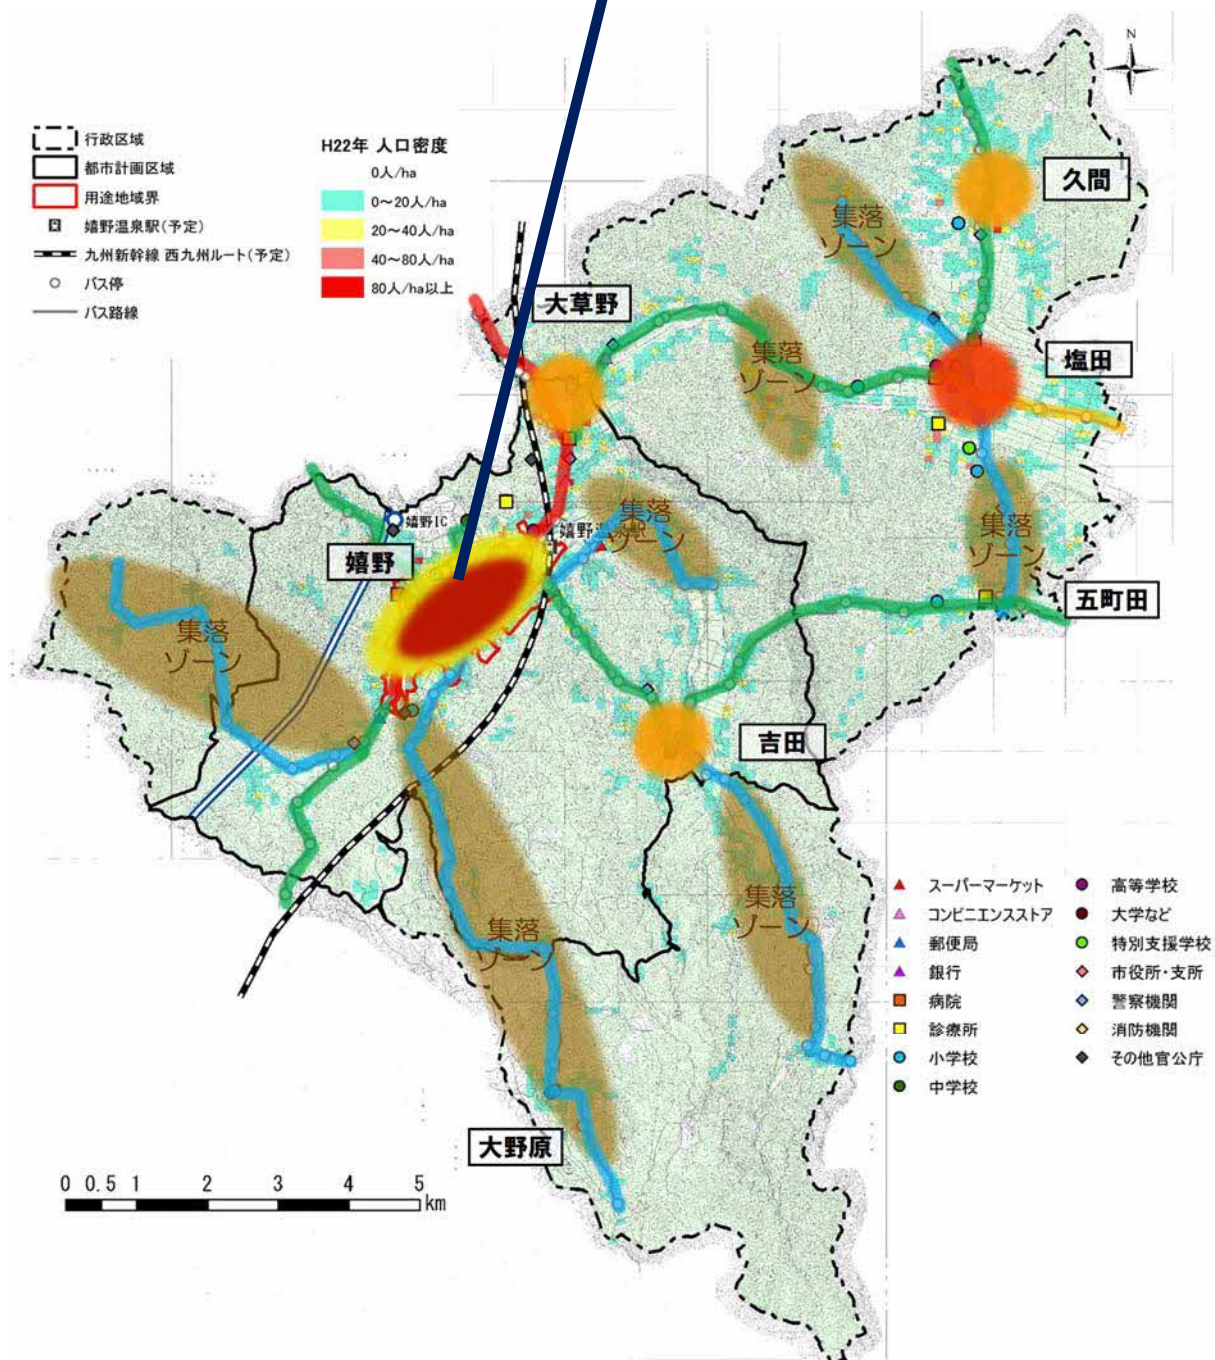 N
行政区域
都市計画区域
用途地域界
嬉野温泉駅(予定)
九州新幹線 西九州ルート(予定)
バス停
バス路線
H22年 人口密度
0人/ha
0～20人/ha
20～40人/ha
40～80人/ha
80人/ha以上
久間
集落
ゾーン
大草野
集落
ゾーン
塩田
嬉野IC
集落
ゾーン
嬉野温泉駅
集落
ゾーン
嬉野
五町田
集落
ゾーン
吉田
集落
ゾーン
集落
ゾーン
大野原
スーパーマーケット
コンビニエンスストア
郵便局
銀行
病院
診療所
小学校
中学校
高等学校
大学など
特別支援学校
市役所・支所
警察機関
消防機関
その他官公庁
0 0.5 1 2 3 4 5
km